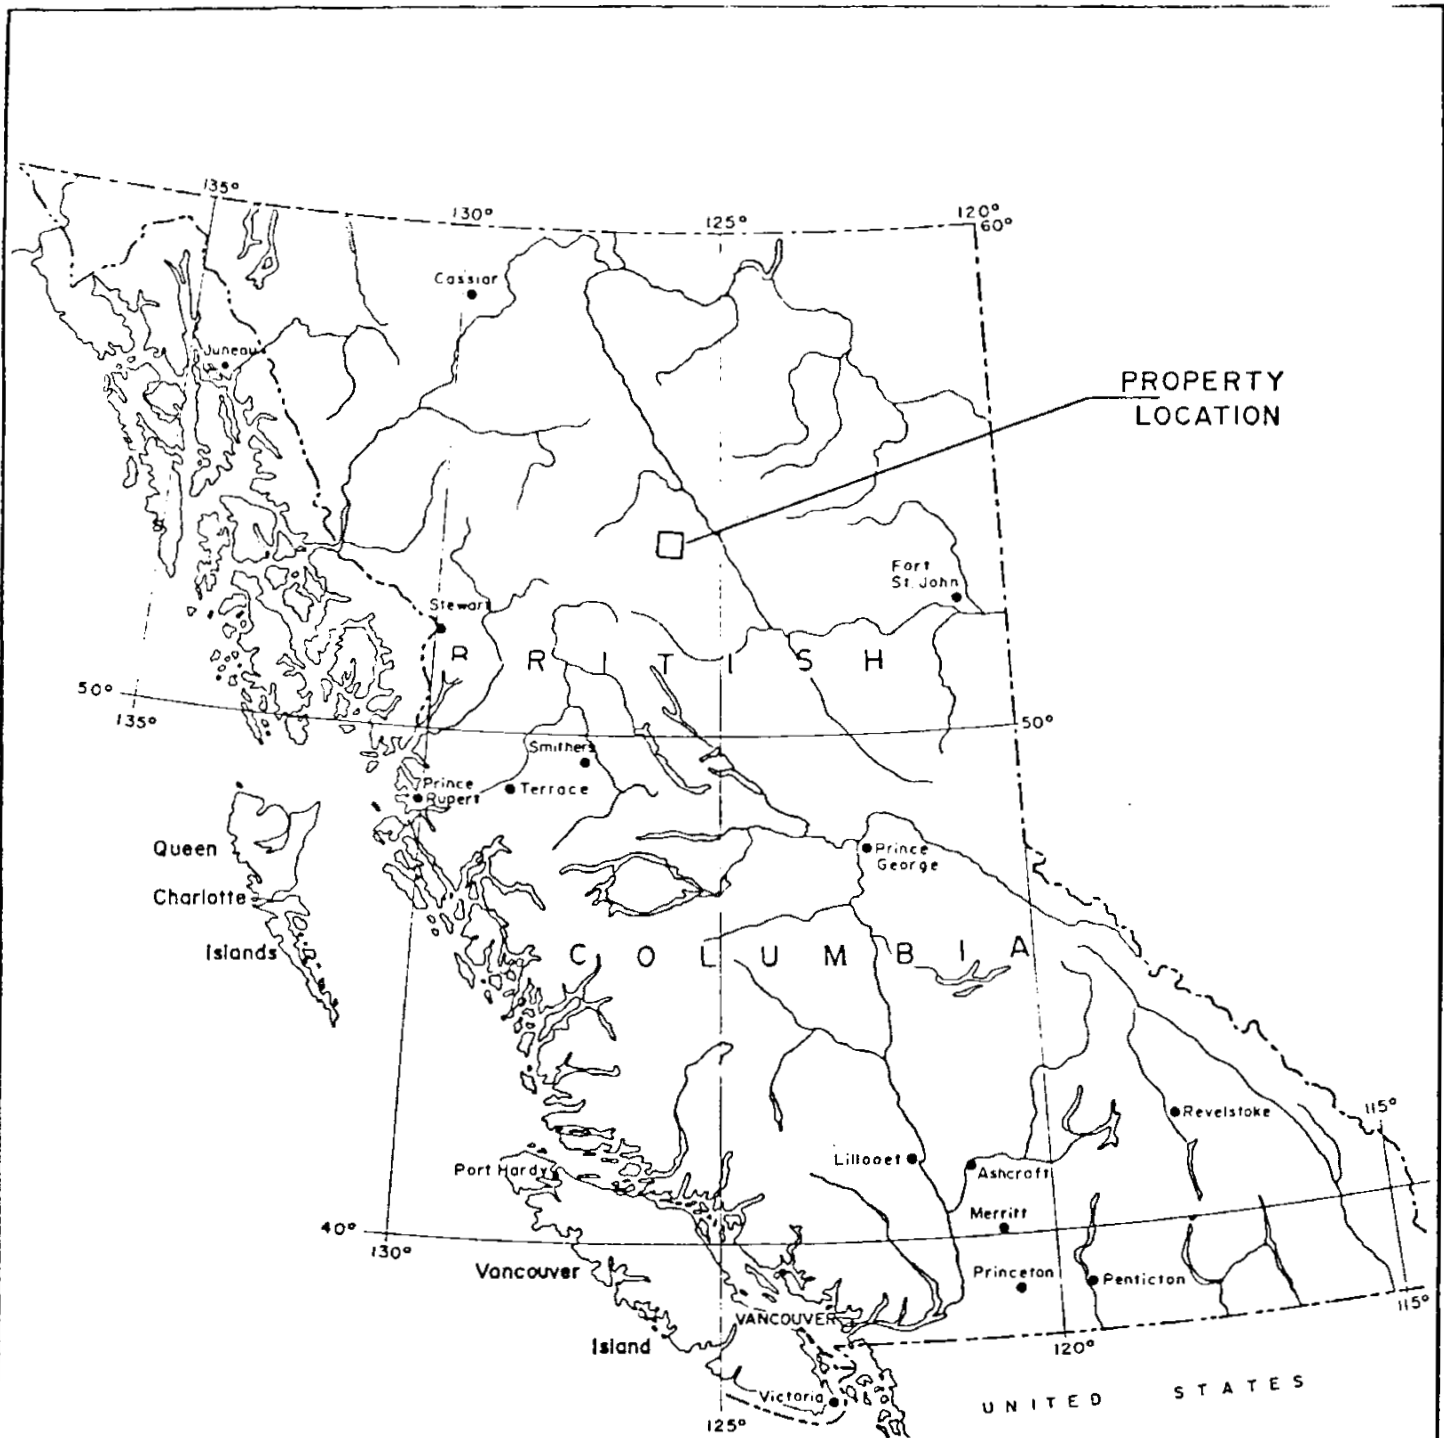 135°
130°
125°
120°
60°
Cassiar
Juneau
PROPERTY
LOCATION
Fort
St. John
Stewart
B R I T I S H
50°
135°
50°
Smithers
Prince
Rupert
Terrace
Queen
Charlotte
Islands
Prince
George
C O L U M B I A
Revelstoke
115°
Lillooet
Port Hardy
Ashcroft
Merritt
40°
130°
Vancouver
Princeton
Penticton
115°
VANCOUVER
Island
120°
Victoria
125°
UNITED STATES